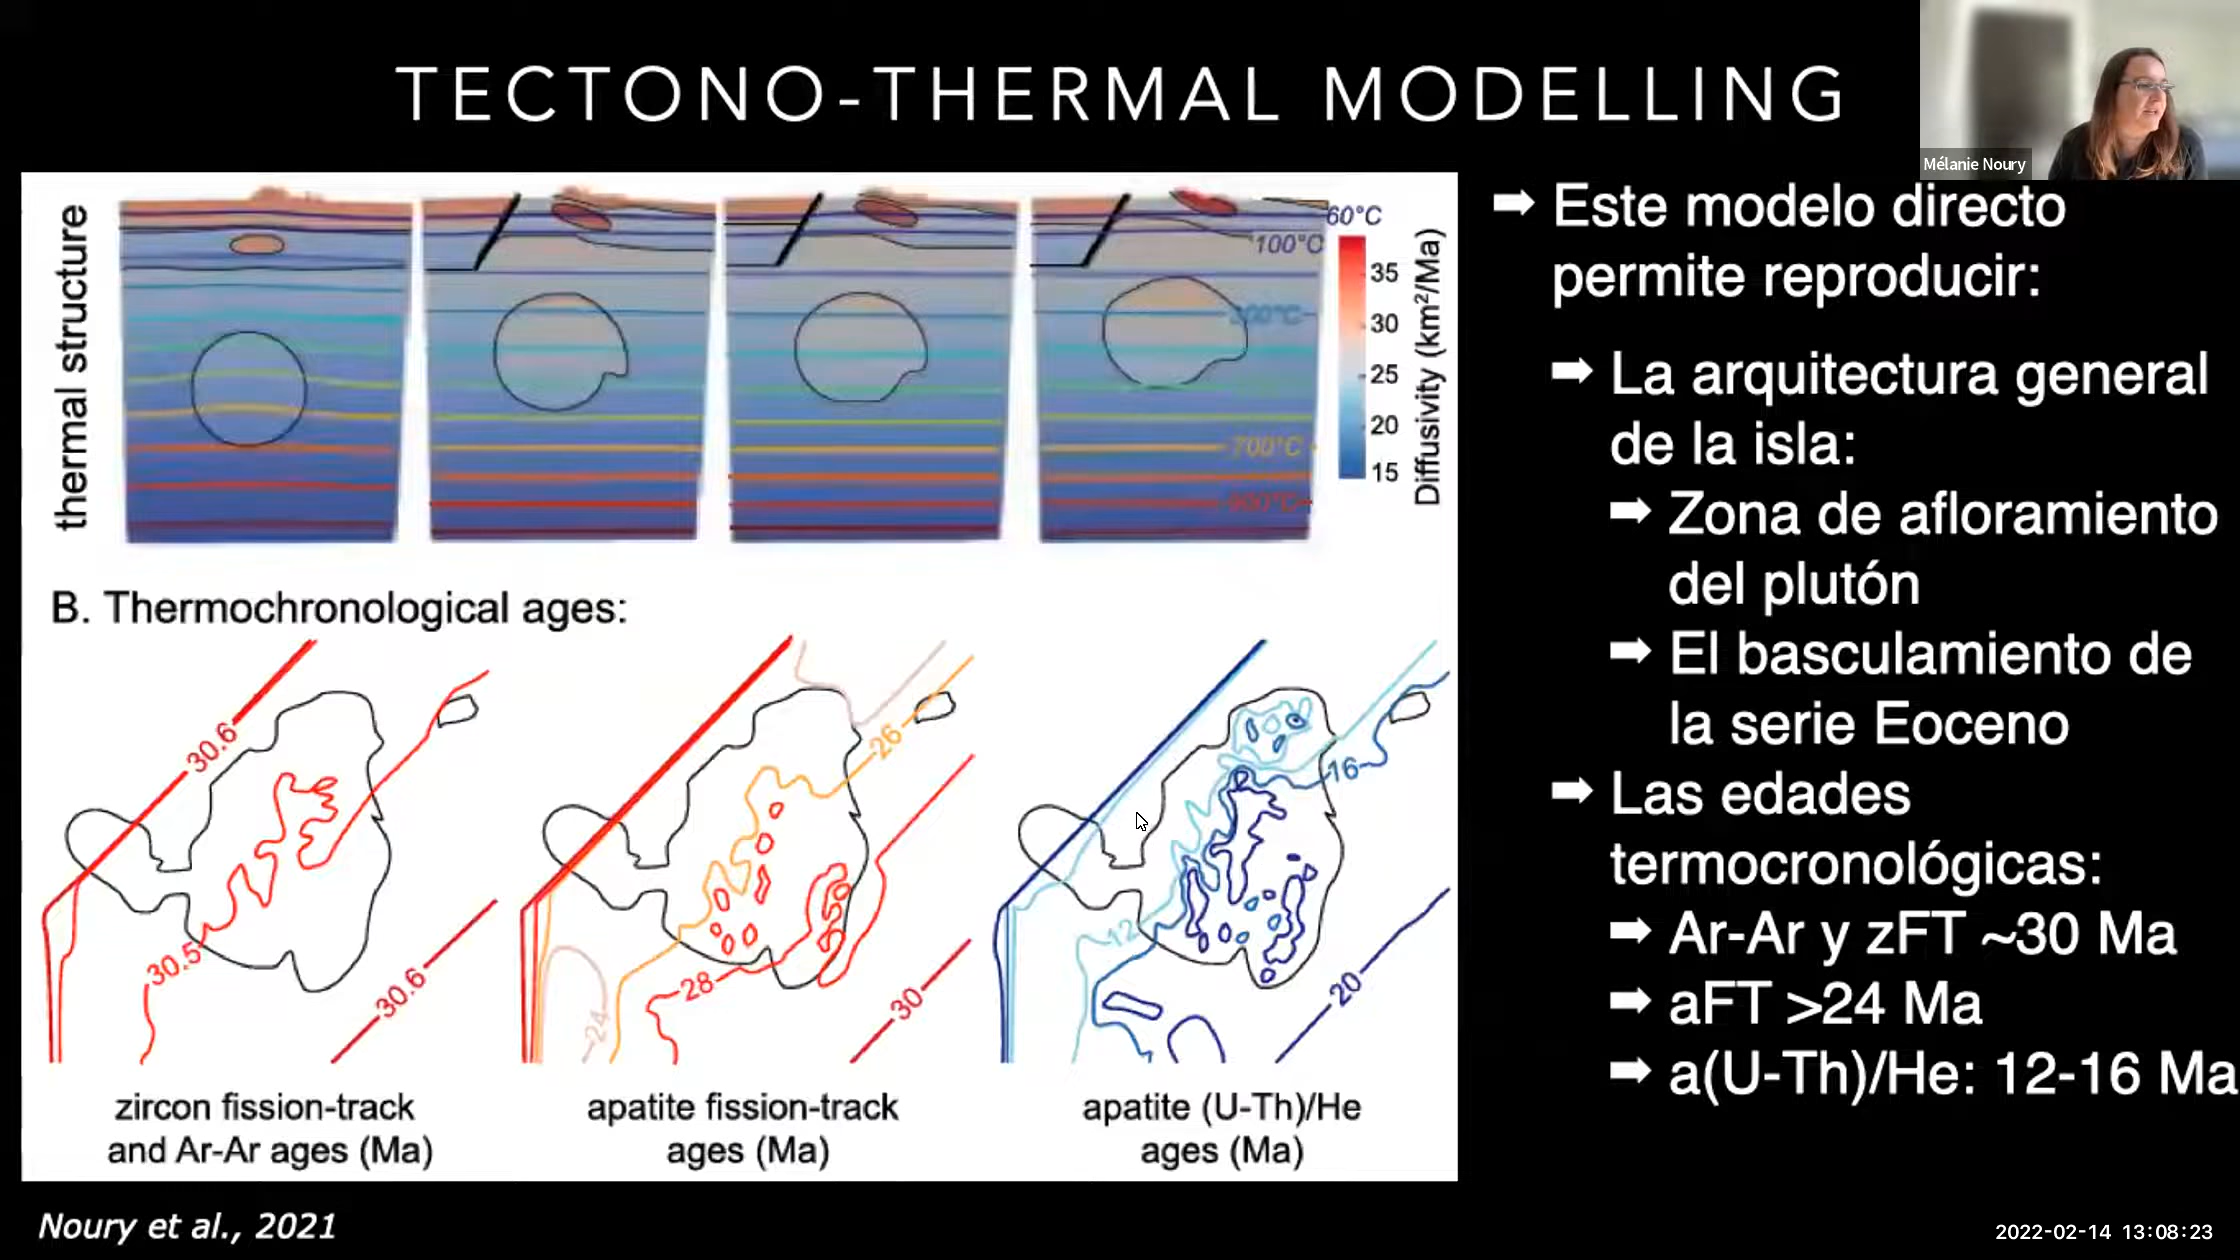 TECTONO-THERMAL MODELLING
Mélanie Noury
thermal structure
60°C
100°C
200°C
700°C
900°C
35
30
25
20
15
Diffusivity (km²/Ma)
B. Thermochronological ages:
30.6
30.5
30.6
26
28
24
30
16
12
20
zircon fission-track
and Ar-Ar ages (Ma)
apatite fission-track
ages (Ma)
apatite (U-Th)/He
ages (Ma)
➡ Este modelo directo
permite reproducir:
➡ La arquitectura general
de la isla:
➡ Zona de afloramiento
del plutón
➡ El basculamiento de
la serie Eoceno
➡ Las edades
termocronológicas:
➡ Ar-Ar y zFT ~30 Ma
➡ aFT >24 Ma
➡ a(U-Th)/He: 12-16 Ma
Noury et al., 2021
2022-02-14 13:08:23